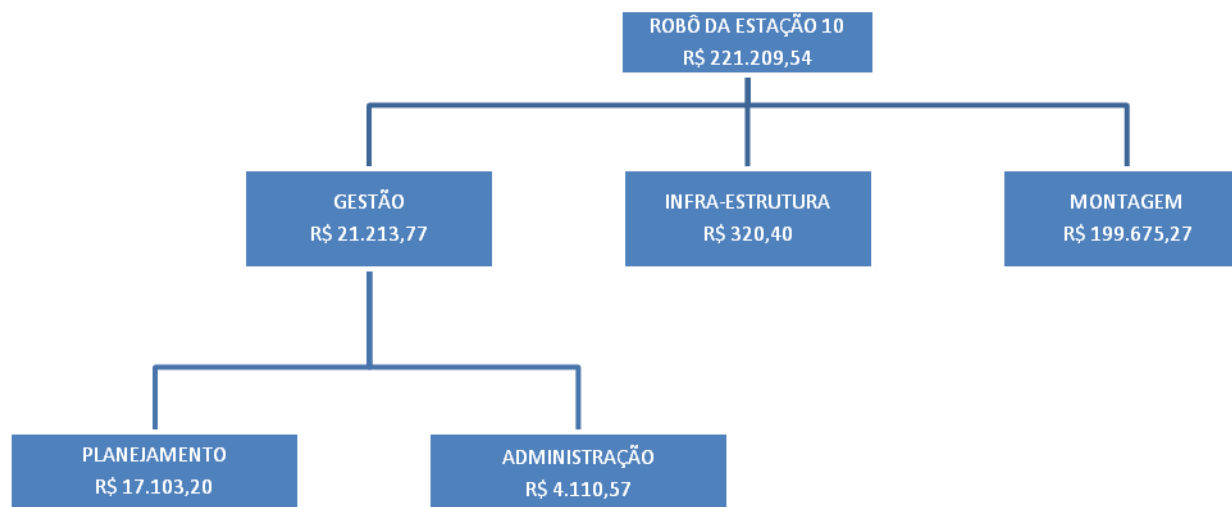 ROBÔ DA ESTAÇÃO 10
R$ 221.209,54
GESTÃO
R$ 21.213,77
INFRA-ESTRUTURA
R$ 320,40
MONTAGEM
R$ 199.675,27
PLANEJAMENTO
R$ 17.103,20
ADMINISTRAÇÃO
R$ 4.110,57